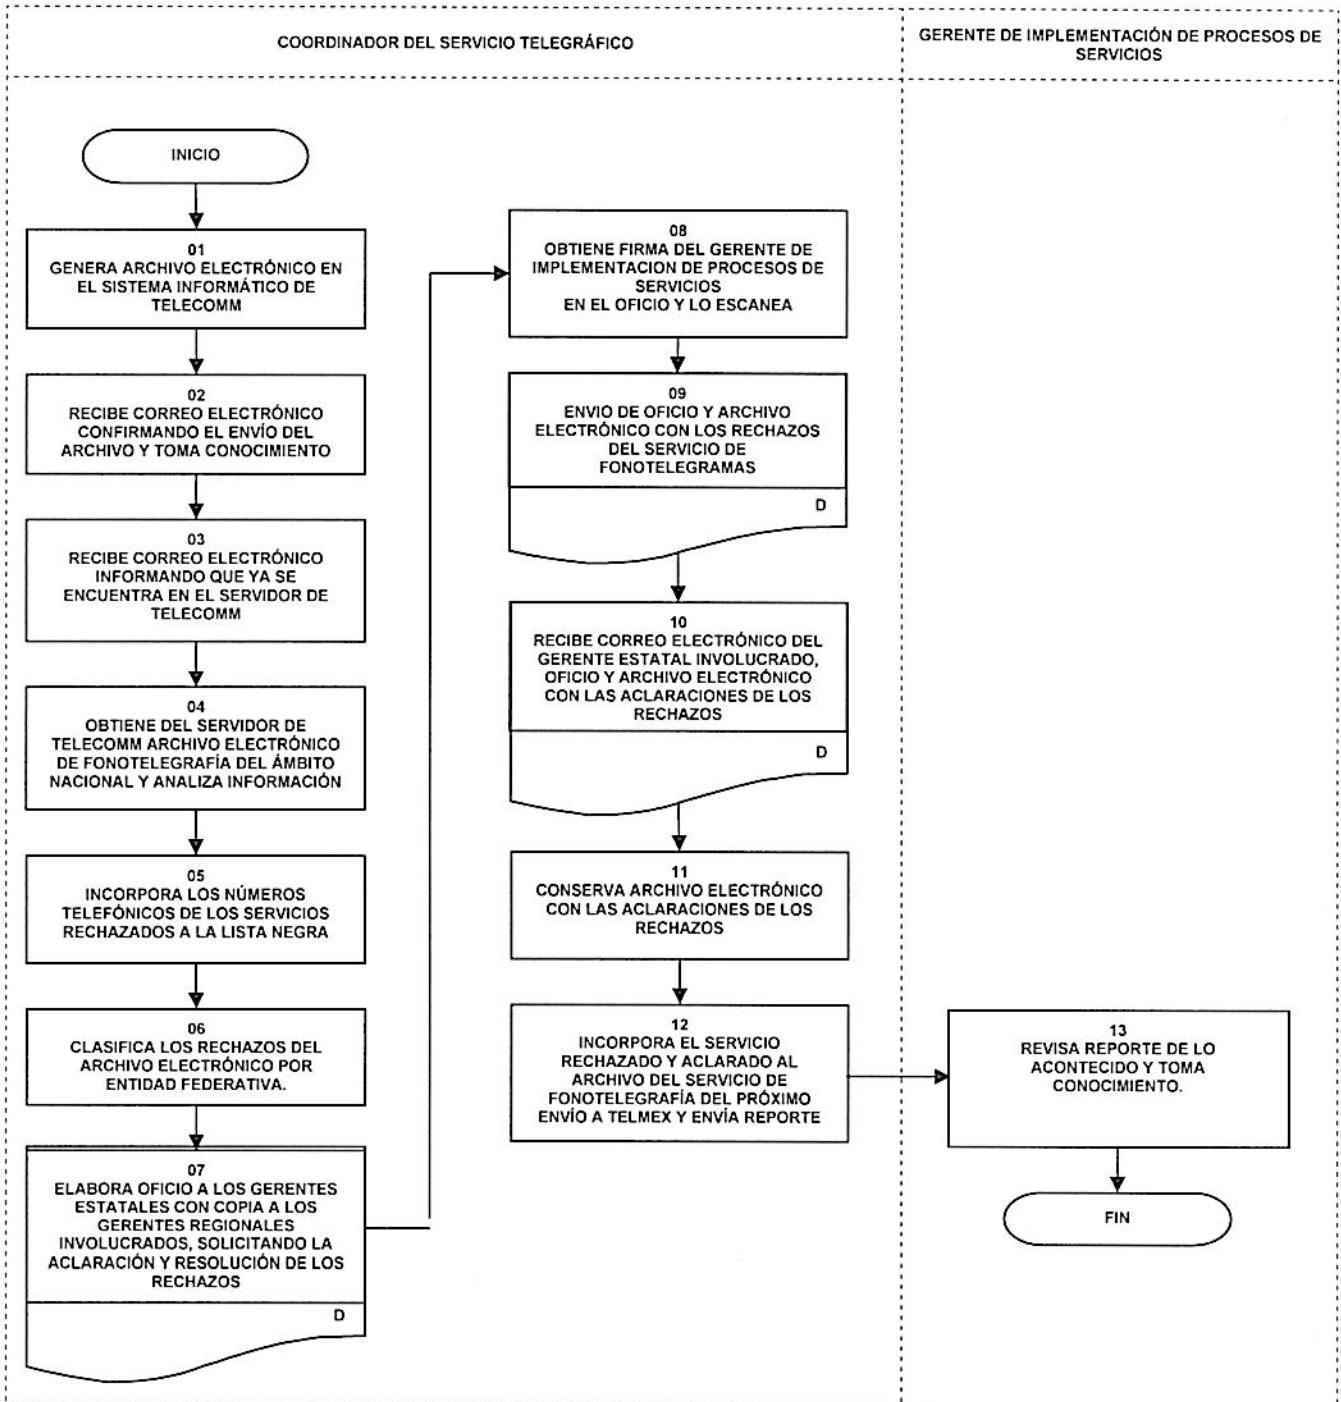 COORDINADOR DEL SERVICIO TELEGRÁFICO
GERENTE DE IMPLEMENTACIÓN DE PROCESOS DE
SERVICIOS
INICIO
01
GENERA ARCHIVO ELECTRÓNICO EN
EL SISTEMA INFORMÁTICO DE
TELECOMM
02
RECIBE CORREO ELECTRÓNICO
CONFIRMANDO EL ENVÍO DEL
ARCHIVO Y TOMA CONOCIMIENTO
03
RECIBE CORREO ELECTRÓNICO
INFORMANDO QUE YA SE
ENCUENTRA EN EL SERVIDOR DE
TELECOMM
04
OBTIENE DEL SERVIDOR DE
TELECOMM ARCHIVO ELECTRÓNICO
DE FONOTELEGRAFÍA DEL ÁMBITO
NACIONAL Y ANALIZA INFORMACIÓN
05
INCORPORA LOS NÚMEROS
TELEFÓNICOS DE LOS SERVICIOS
RECHAZADOS A LA LISTA NEGRA
06
CLASIFICA LOS RECHAZOS DEL
ARCHIVO ELECTRÓNICO POR
ENTIDAD FEDERATIVA.
07
ELABORA OFICIO A LOS GERENTES
ESTATALES CON COPIA A LOS
GERENTES REGIONALES
INVOLUCRADOS, SOLICITANDO LA
ACLARACIÓN Y RESOLUCIÓN DE LOS
RECHAZOS
D
08
OBTIENE FIRMA DEL GERENTE DE
IMPLEMENTACION DE PROCESOS DE
SERVICIOS
EN EL OFICIO Y LO ESCANEA
09
ENVIO DE OFICIO Y ARCHIVO
ELECTRÓNICO CON LOS RECHAZOS
DEL SERVICIO DE
FONOTELEGRAMAS
D
10
RECIBE CORREO ELECTRÓNICO DEL
GERENTE ESTATAL INVOLUCRADO,
OFICIO Y ARCHIVO ELECTRÓNICO
CON LAS ACLARACIONES DE LOS
RECHAZOS
D
11
CONSERVA ARCHIVO ELECTRÓNICO
CON LAS ACLARACIONES DE LOS
RECHAZOS
12
INCORPORA EL SERVICIO
RECHAZADO Y ACLARADO AL
ARCHIVO DEL SERVICIO DE
FONOTELEGRAFÍA DEL PRÓXIMO
ENVÍO A TELMEX Y ENVÍA REPORTE
13
REVISA REPORTE DE LO
ACONTECIDO Y TOMA
CONOCIMIENTO.
FIN